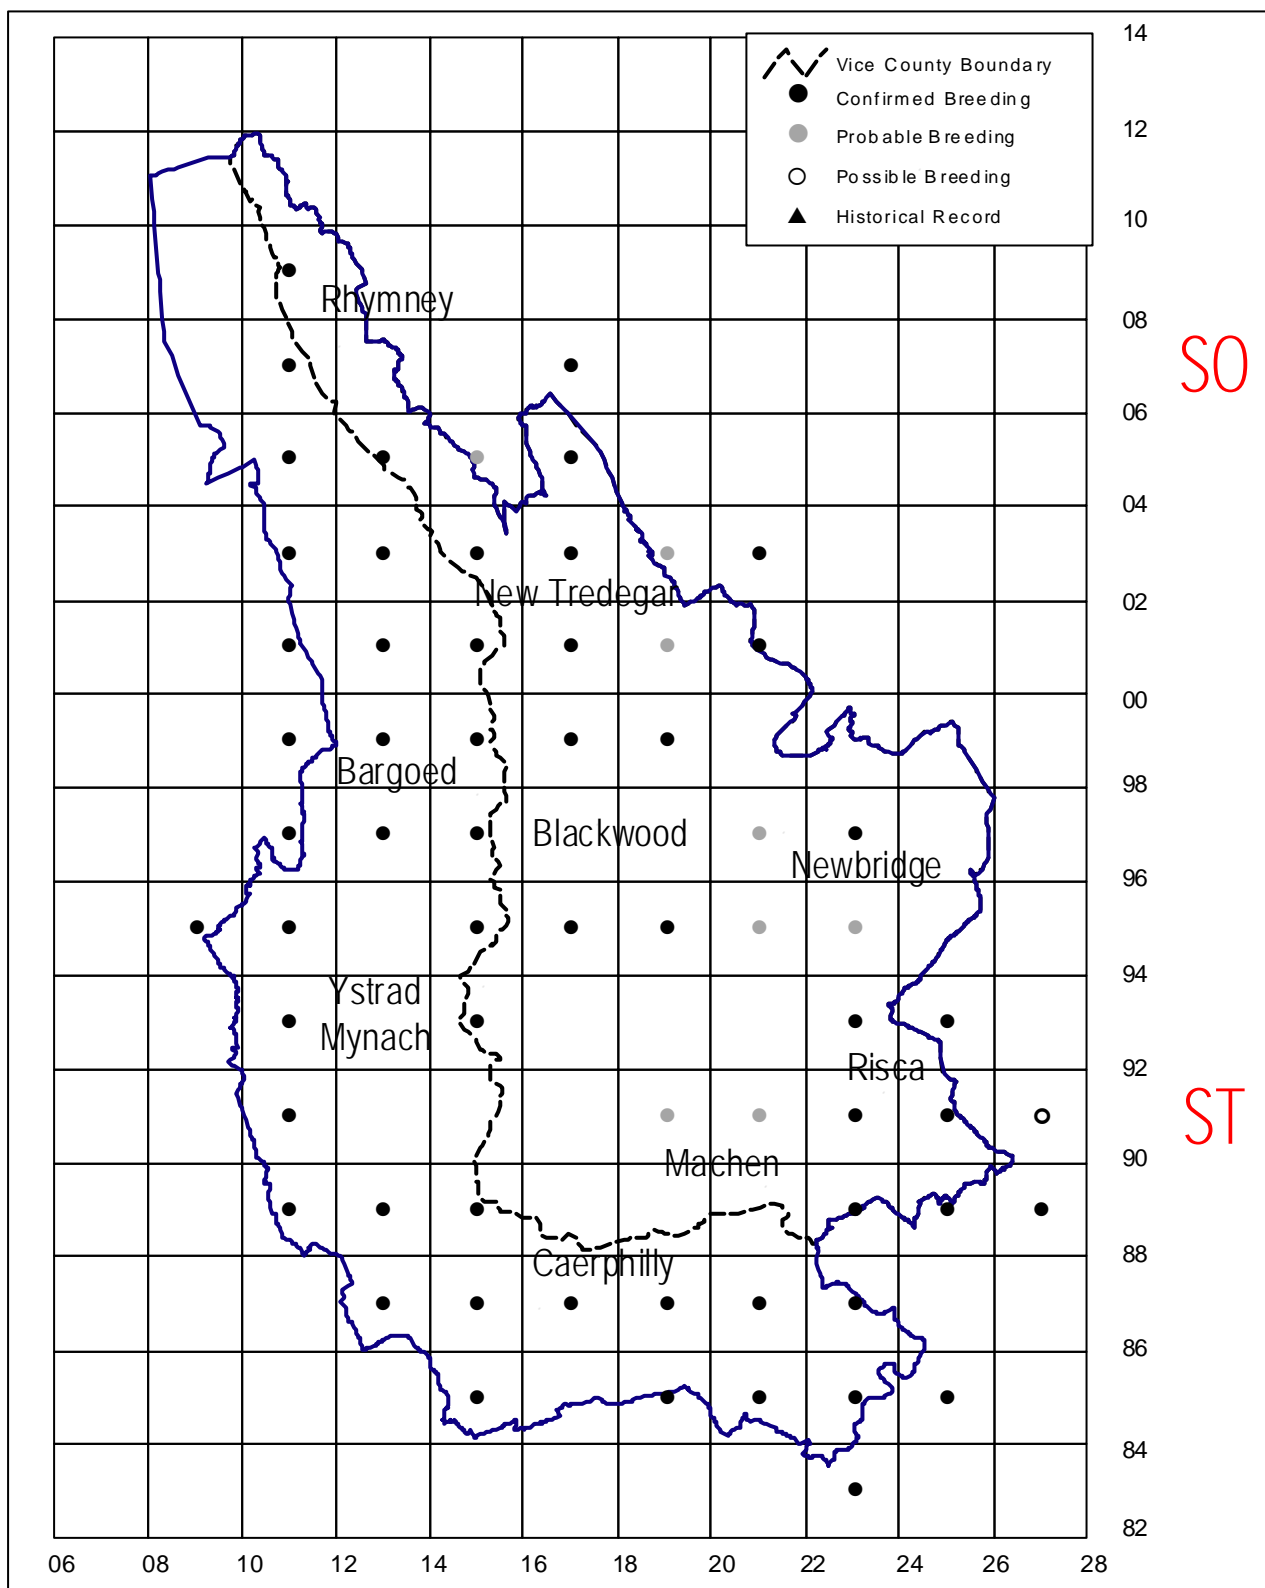 14
Vice County Boundary
Confirmed Breeding
Probable Breeding
Possible Breeding
Historical Record
12
10
Rhymney
08
SO
06
04
New Tredegar
02
00
Bargoed
98
Blackwood
Newbridge
96
Ystrad
Mynach
94
Risca
92
ST
Machen
90
Caerphilly
88
86
84
82
06 08 10 12 14 16 18 20 22 24 26 28